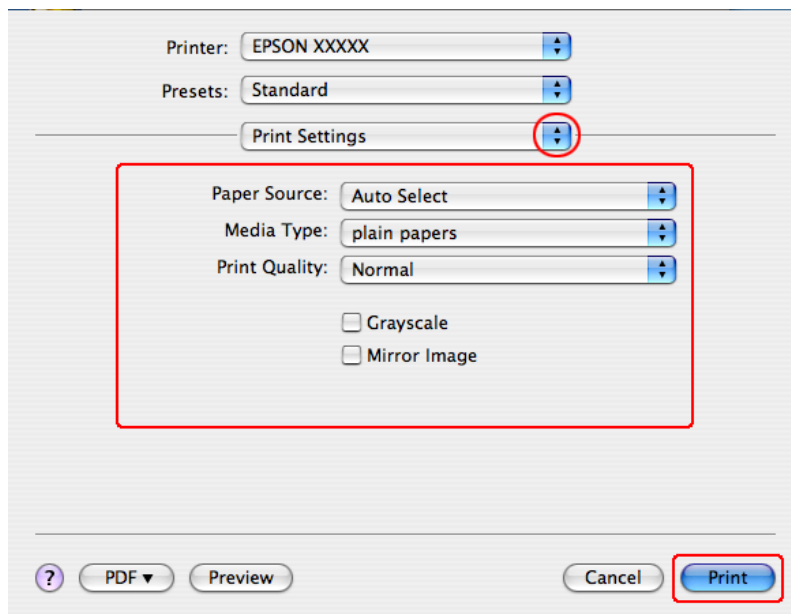 Printer: EPSON XXXXX
Presets: Standard
Print Settings
Paper Source: Auto Select
Media Type: plain papers
Print Quality: Normal
Grayscale
Mirror Image
? PDF ▼ Preview Cancel Print